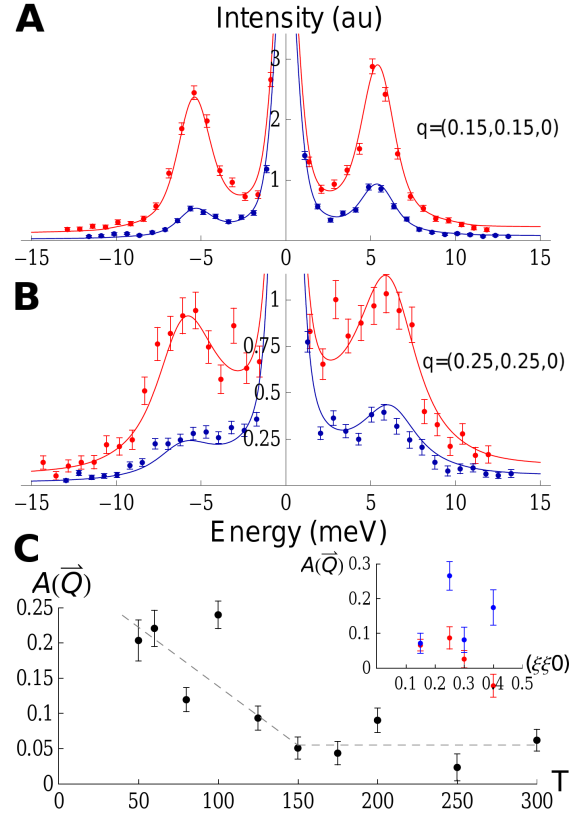 A
Intensity (au)
3
2
1
q=(0.15,0.15,0)
−15 −10 −5 0 5 10 15
B
1
0.75
0.5
0.25
q=(0.25,0.25,0)
−15 −10 −5 0 5 10 15
Energy (meV)
C
A(Q)
0.25
0.2
0.15
0.1
0.05
0
0 50 100 150 200 250 300 T
A(Q)
0.3
0.2
0.1
0
0.1 0.2 0.3 0.4 0.5
(ξξ0)